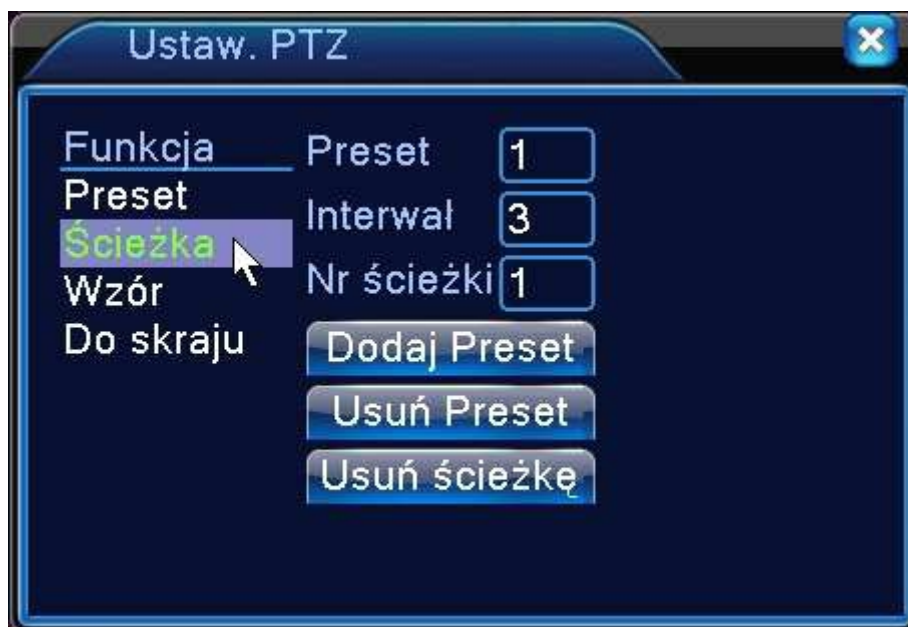 Ustaw. PTZ
Funkcja
Preset
Ścieżka
Wzór
Do skraju
Preset 1
Interwał 3
Nr ścieżki 1
Dodaj Preset
Usuń Preset
Usuń ścieżkę